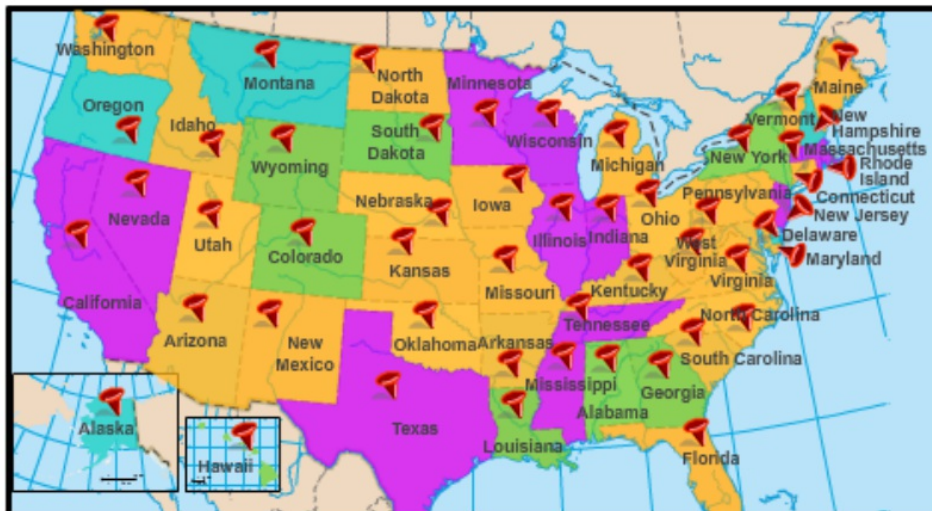 Washington
Montana
North
Dakota
Minnesota
Maine
Oregon
Idaho
Wyoming
South
Dakota
Wisconsin
Michigan
Vermont
New
Hampshire
New York
Massachusetts
Rhode
Island
Nevada
Utah
Nebraska
Iowa
Pennsylvania
Connecticut
New Jersey
Colorado
Kansas
Illinois
Indiana
Ohio
West
Virginia
Delaware
Maryland
California
Missouri
Kentucky
Virginia
Arizona
New
Mexico
Oklahoma
Arkansas
Tennessee
North Carolina
South Carolina
Mississippi
Alabama
Georgia
Alaska
Hawaii
Texas
Louisiana
Florida